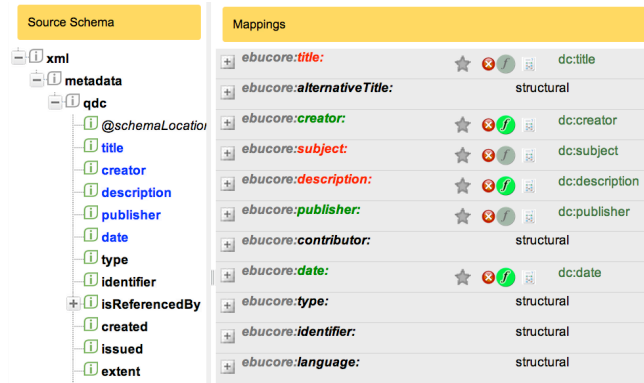 Source Schema
xml
metadata
qdc
@schemaLocation
title
creator
description
publisher
date
type
identifier
isReferencedBy
created
issued
extent
Mappings
ebucore:title: dc:title
ebucore:alternativeTitle: structural
ebucore:creator: f dc:creator
ebucore:subject: f dc:subject
ebucore:description: f dc:description
ebucore:publisher: f dc:publisher
ebucore:contributor: structural
ebucore:date: f dc:date
ebucore:type: structural
ebucore:identifier: structural
ebucore:language: structural